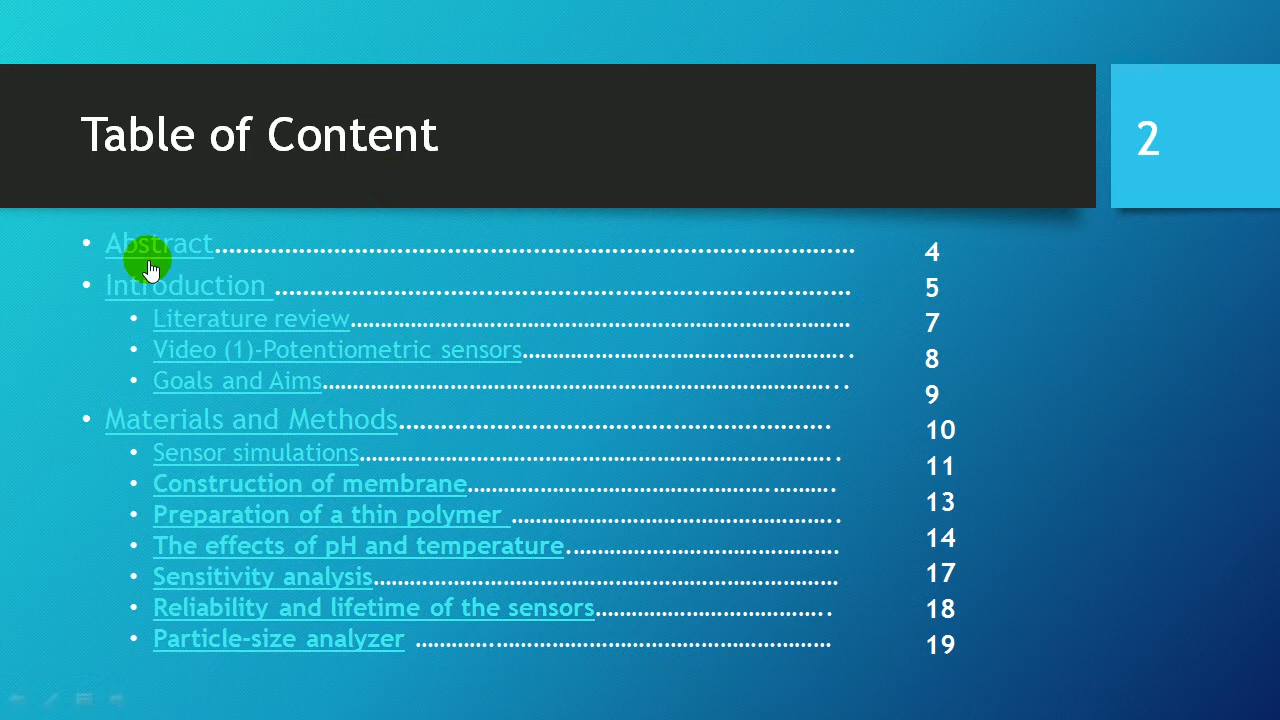 Table of Content
2
• Abstract.......................................................................................... 4
• Introduction ................................................................................. 5
• Literature review...................................................................... 7
• Video (1)-Potentiometric sensors.............................................. 8
• Goals and Aims.......................................................................... 9
• Materials and Methods............................................................. 10
• Sensor simulations................................................................... 11
• Construction of membrane.................................................... 13
• Preparation of a thin polymer .............................................. 14
• The effects of pH and temperature...................................... 17
• Sensitivity analysis................................................................. 18
• Reliability and lifetime of the sensors................................. 19
• Particle-size analyzer ...........................................................